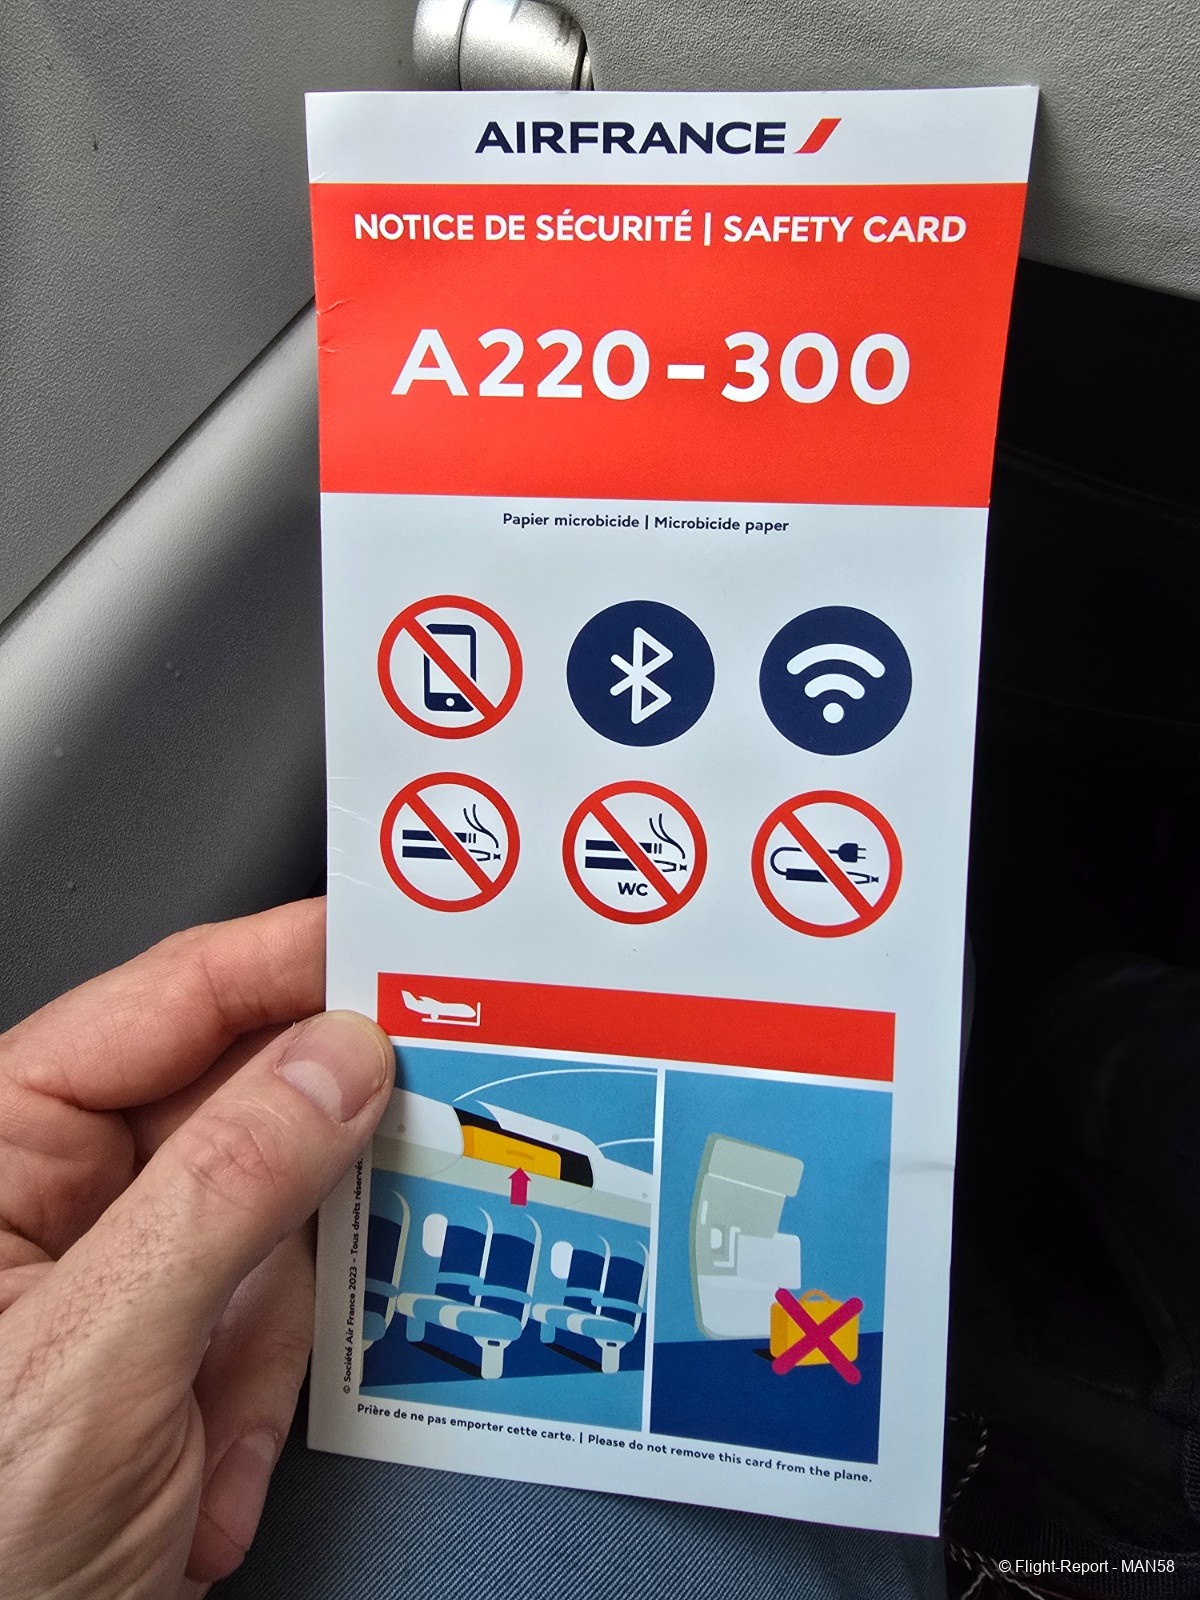 AIRFRANCE
NOTICE DE SÉCURITÉ | SAFETY CARD
A220-300
Papier microbicide | Microbicide paper
WC
© Société Air France 2023 - Tous droits réservés.
Prière de ne pas emporter cette carte. | Please do not remove this card from the plane.
© Flight-Report - MAN58